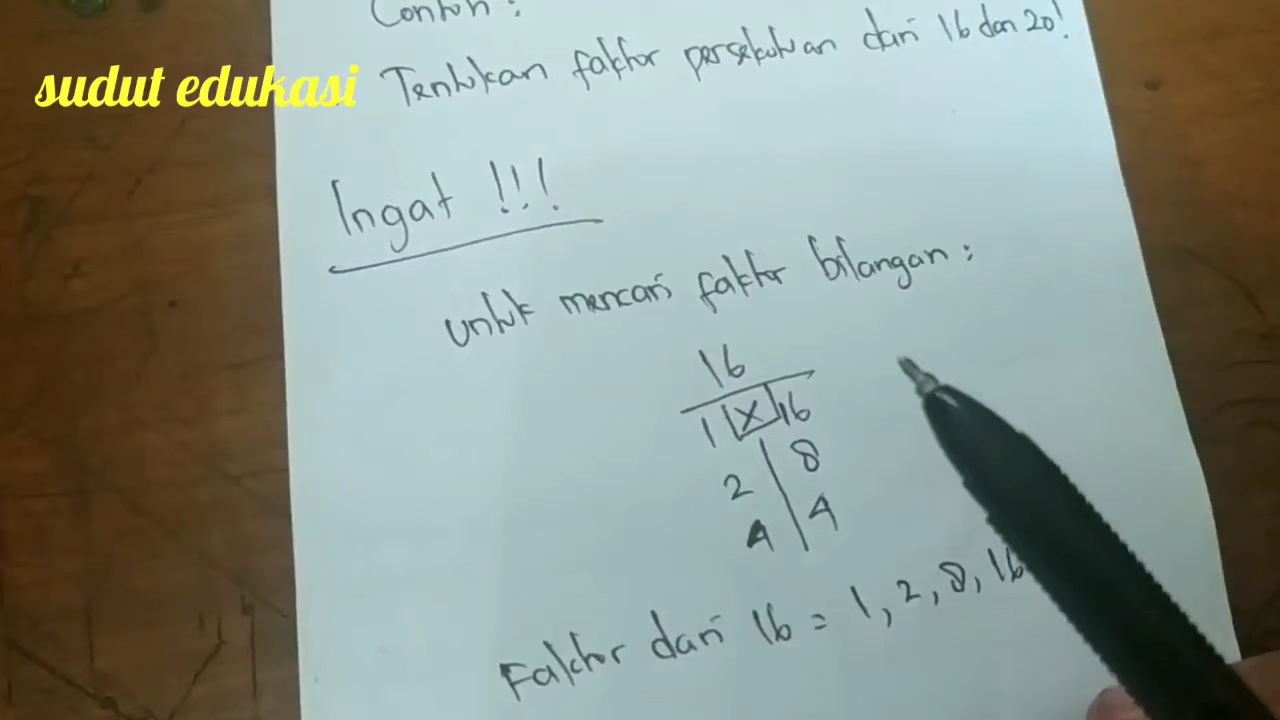 Contoh :
Tentukan faktor persekutuan dari 16 dan 20!
sudut edukasi
Ingat !!!
untuk mencari faktor bilangan :
16
1 X 16
2 8
4 4
Faktor dari 16 = 1, 2, 8, 16